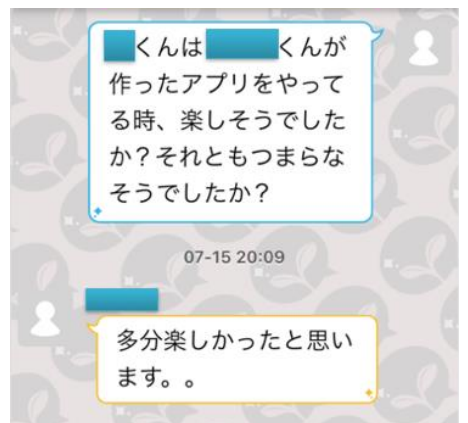 くんは くんが
作ったアプリをやって
る時、楽しそうでした
か？それともつまらな
そうでしたか？
07-15 20:09
多分楽しかったと思い
ます。。